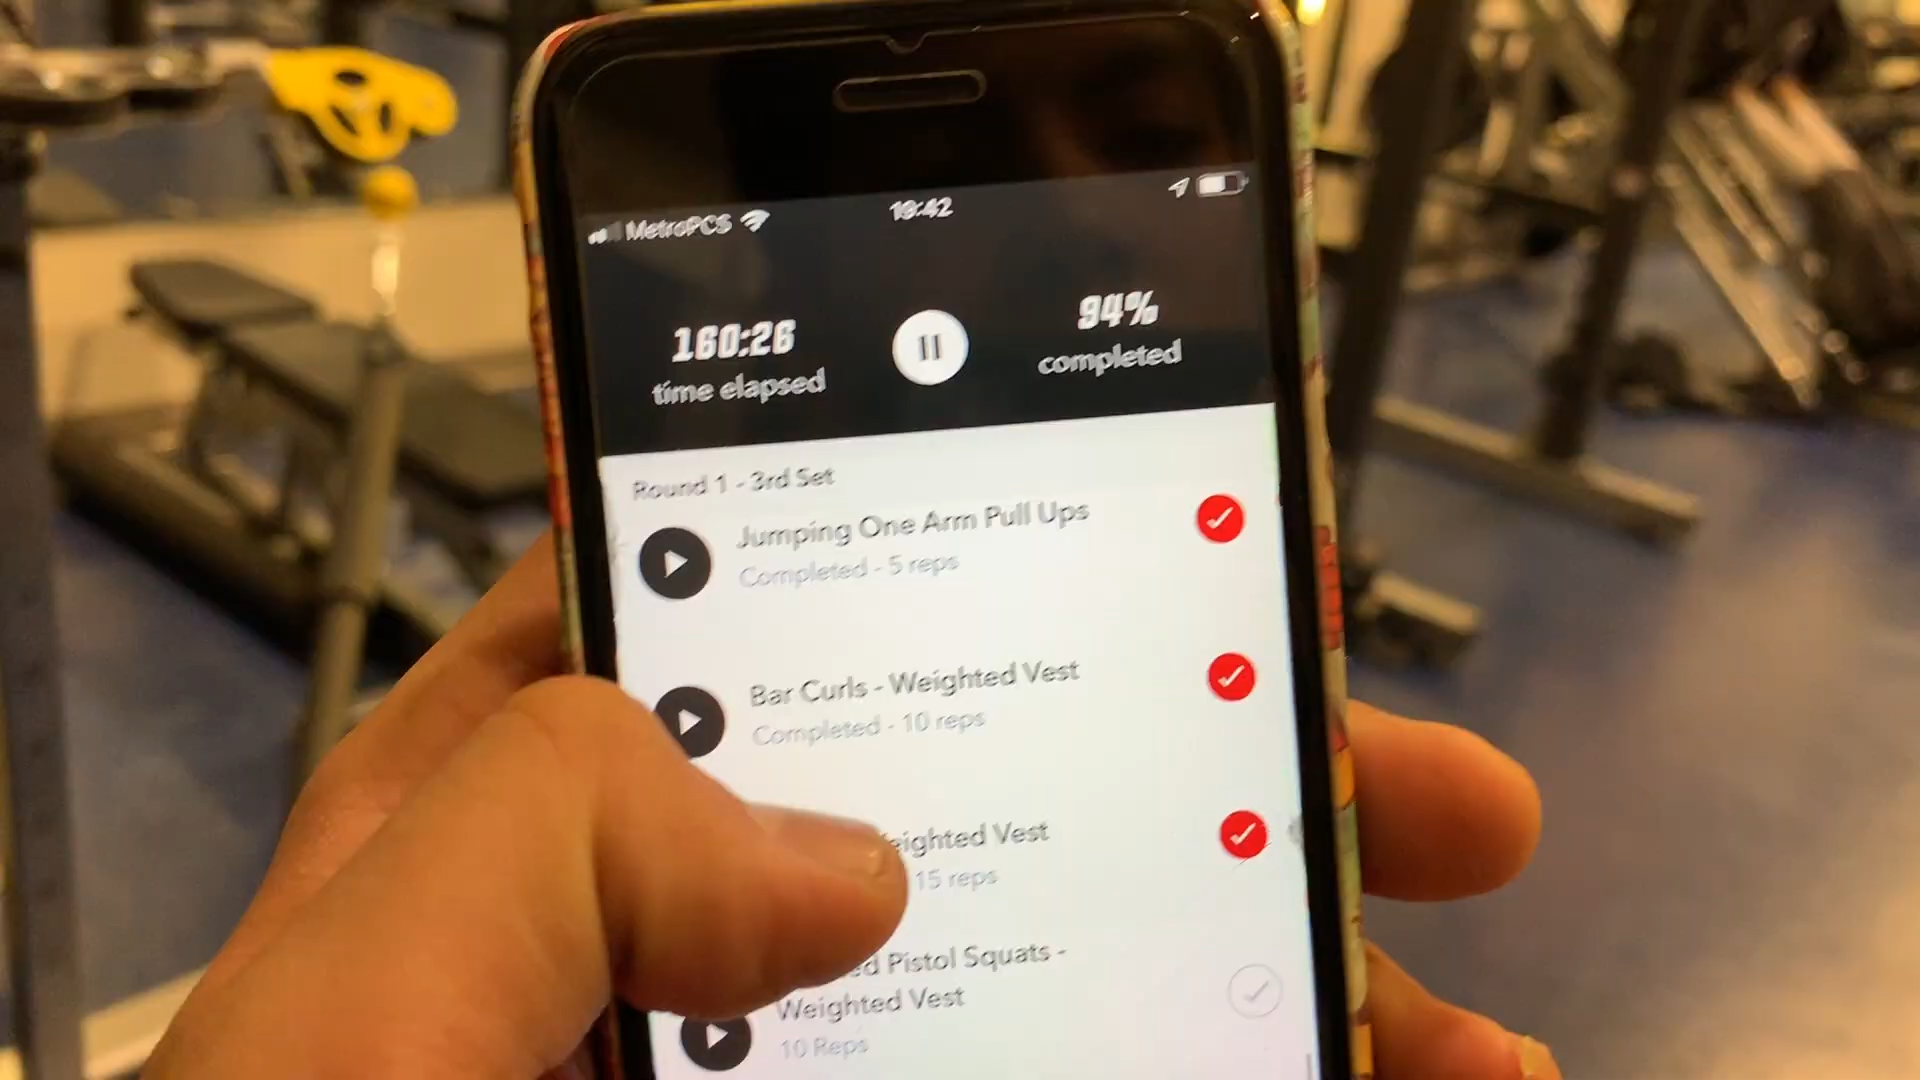 MetroPCS
19:42
160:26
time elapsed
94%
completed
Round 1 - 3rd Set
Jumping One Arm Pull Ups
Completed - 5 reps
Bar Curls - Weighted Vest
Completed - 10 reps
Vest
15 reps
Pistol Squats -
Weighted Vest
10 Reps